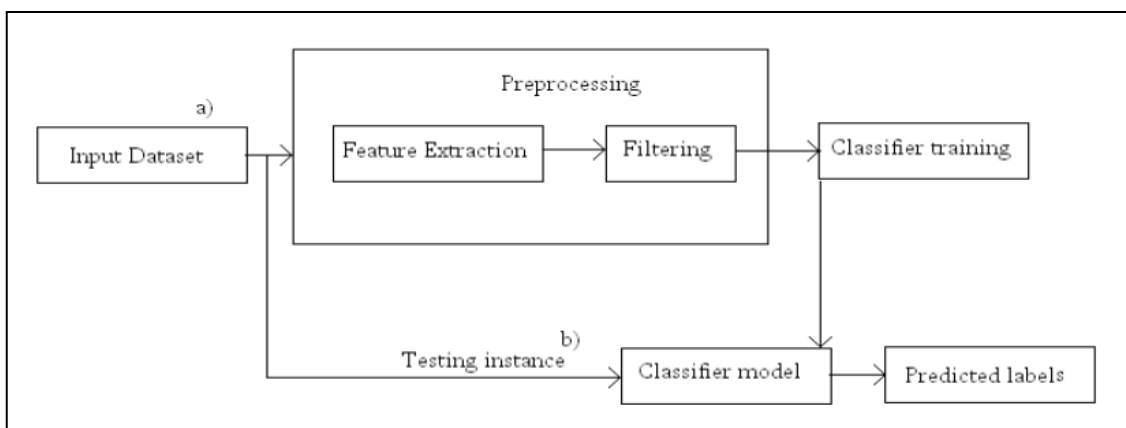 Preprocessing
a)
Input Dataset
Feature Extraction
Filtering
Classifier training
b)
Testing instance
Classifier model
Predicted labels